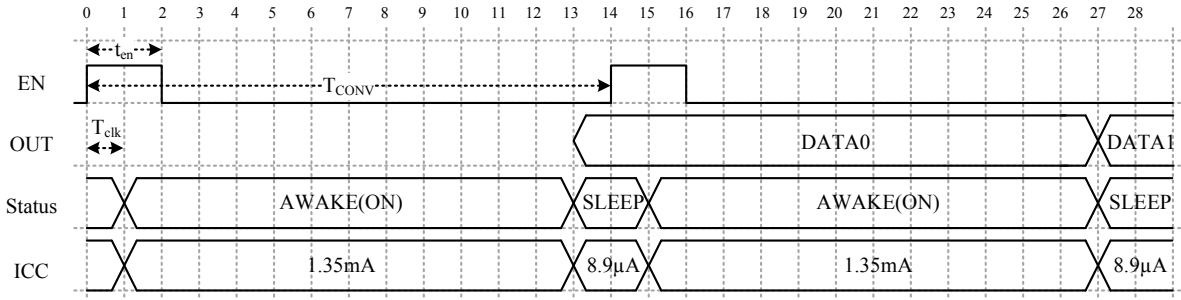 0 1 2 3 4 5 6 7 8 9 10 11 12 13 14 15 16 17 18 19 20 21 22 23 24 25 26 27 28
ten
EN
TCONV
Tclk
OUT DATA0 DATA1
Status AWAKE(ON) SLEEP AWAKE(ON) SLEEP
ICC 1.35mA 8.9µA 1.35mA 8.9µA